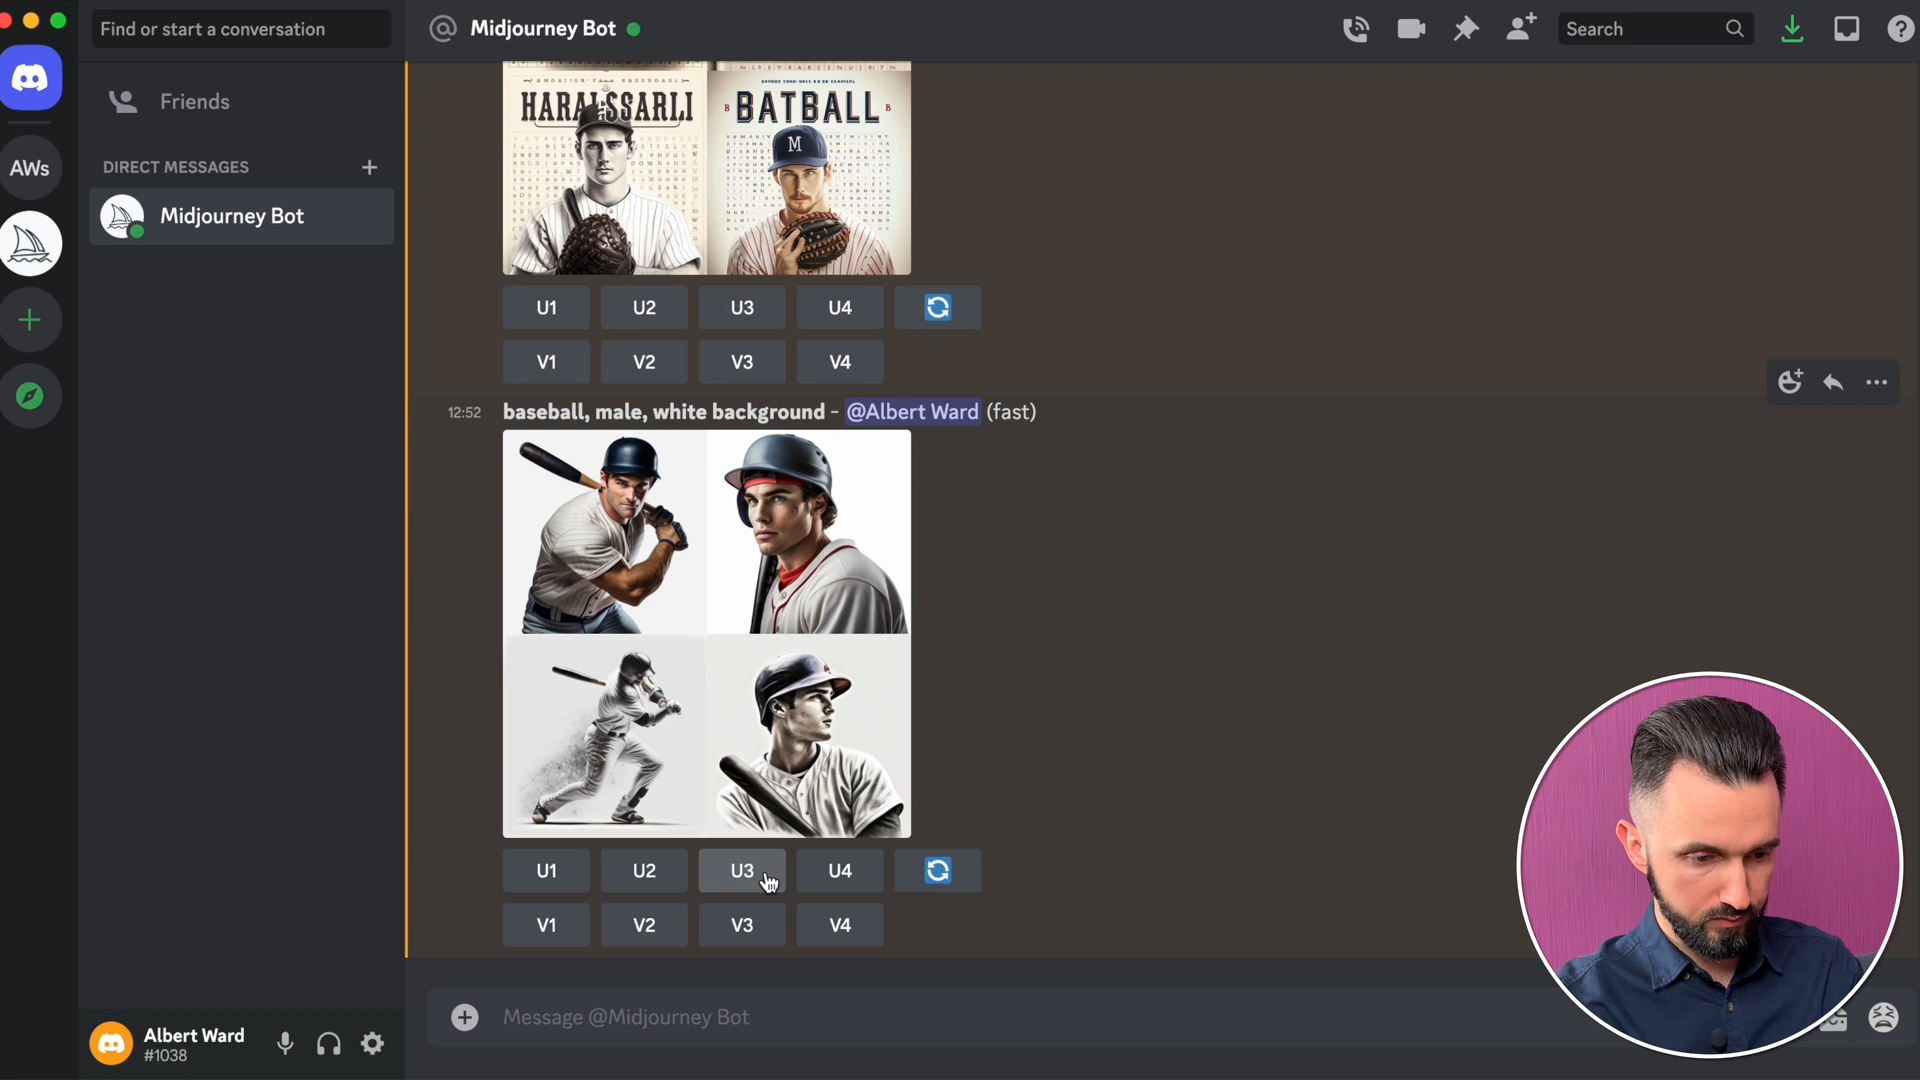 Find or start a conversation
Midjourney Bot
Search
Friends
AWs
DIRECT MESSAGES
Midjourney Bot
HARALSSARLI
B BATBALL B
M
U1 U2 U3 U4
V1 V2 V3 V4
12:52 baseball, male, white background - @Albert Ward (fast)
U1 U2 U3 U4
V1 V2 V3 V4
Message @Midjourney Bot
Albert Ward
#1038